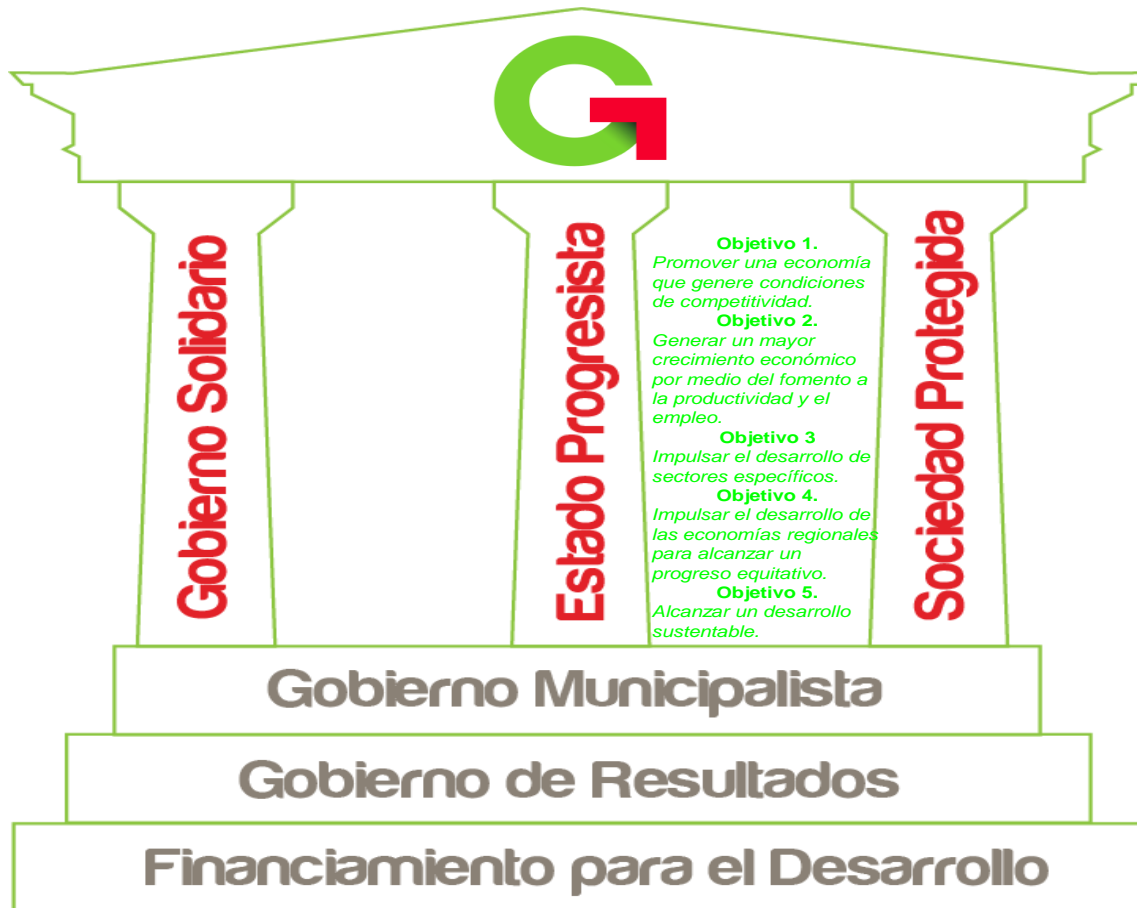 Gobierno Solidario
Estado Progresista
Objetivo 1.
Promover una economía
que genere condiciones
de competitividad.
Objetivo 2.
Generar un mayor
crecimiento económico
por medio del fomento a
la productividad y el
empleo.
Objetivo 3
Impulsar el desarrollo de
sectores específicos.
Objetivo 4.
Impulsar el desarrollo de
las economías regionales
para alcanzar un
progreso equitativo.
Objetivo 5.
Alcanzar un desarrollo
sustentable.
Sociedad Protegida
Gobierno Municipalista
Gobierno de Resultados
Financiamiento para el Desarrollo